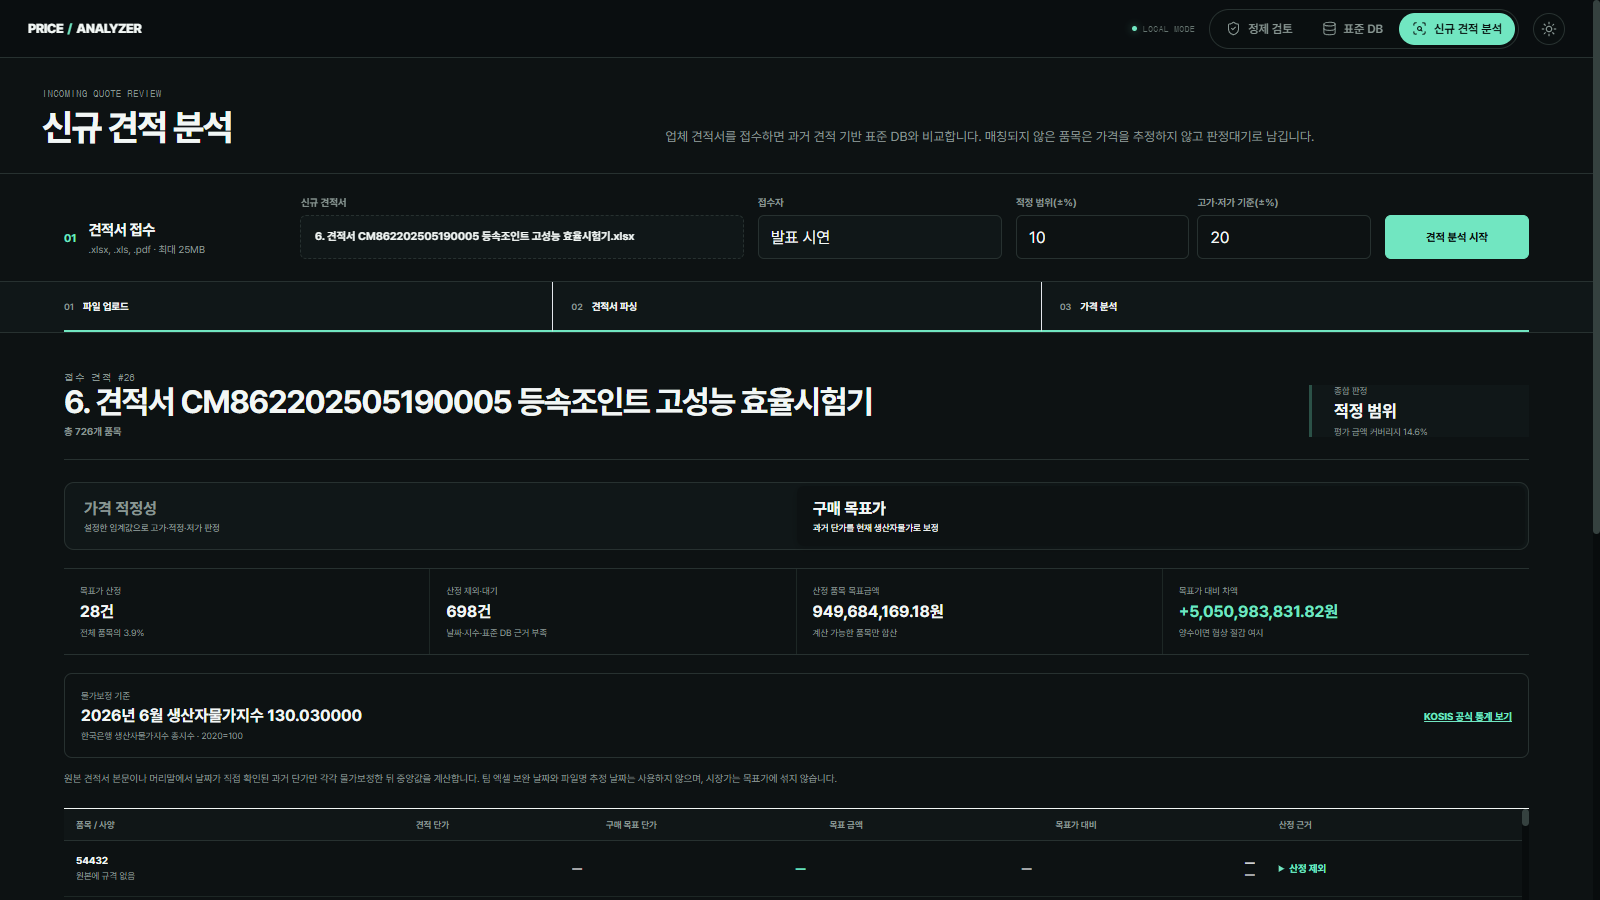 PRICE / ANALYZER
LOCAL MODE
정제 검토
표준 DB
신규 견적 분석
INCOMING QUOTE REVIEW
신규 견적 분석
업체 견적서를 접수하면 과거 견적 기반 표준 DB와 비교합니다. 매칭되지 않은 품목은 가격을 추정하지 않고 판정대기로 남깁니다.
01 견적서 접수
.xlsx, .xls, .pdf · 최대 25MB
신규 견적서
6. 견적서 CM862202505190005 등속조인트 고성능 효율시험기.xlsx
접수자
발표 시연
적정 범위(±%)
10
고가·저가 기준(±%)
20
견적 분석 시작
01 파일 업로드
02 견적서 파싱
03 가격 분석
접수 견적 #26
6. 견적서 CM862202505190005 등속조인트 고성능 효율시험기
총 726개 품목
종합 판정
적정 범위
평가 금액 커버리지 14.6%
가격 적정성
설정한 임계값으로 고가·적정·저가 판정
구매 목표가
과거 단가를 현재 생산자물가로 보정
목표가 산정
28건
전체 품목의 3.9%
산정 제외·대기
698건
날짜·지수·표준 DB 근거 부족
산정 품목 목표금액
949,684,169.18원
계산 가능한 품목만 합산
목표가 대비 차액
+5,050,983,831.82원
양수이면 협상 절감 여지
물가보정 기준
2026년 6월 생산자물가지수 130.030000
한국은행 생산자물가지수 총지수 · 2020=100
KOSIS 공식 통계 보기
원본 견적서 본문이나 머리말에서 날짜가 직접 확인된 과거 단가만 각각 물가보정한 뒤 중앙값을 계산합니다. 팀 엑셀 보완 날짜와 파일명 추정 날짜는 사용하지 않으며, 시장가는 목표가에 섞지 않습니다.
품목 / 사양 견적 단가 구매 목표 단가 목표 금액 목표가 대비 산정 근거
54432
원본에 규격 없음
— — — — —
▶ 산정 제외